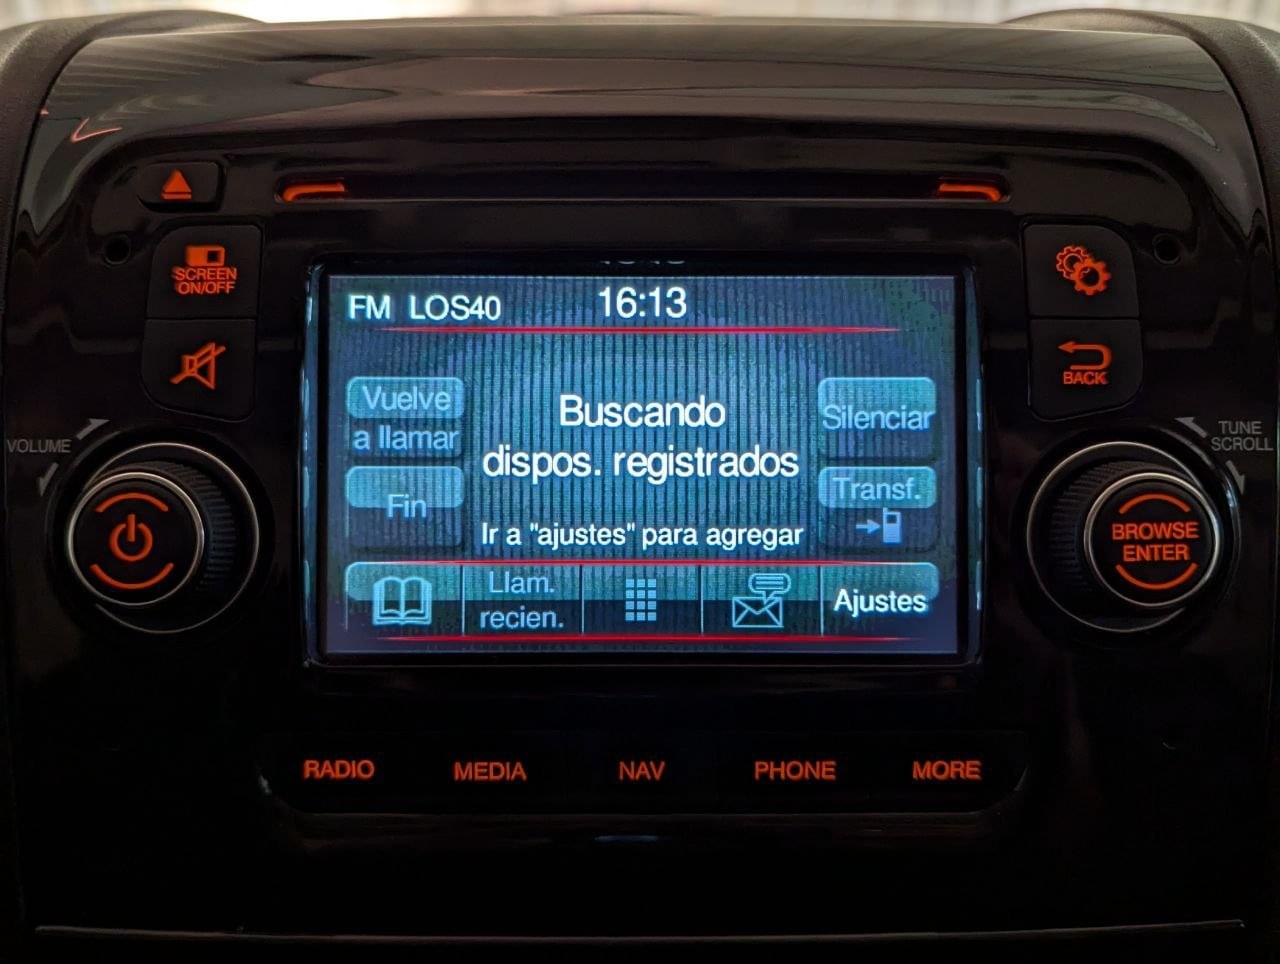 SCREEN
ON/OFF
VOLUME
FM LOS40 16:13
Vuelve
a llamar
Fin
Buscando
dispos. registrados
Ir a "ajustes" para agregar
Silenciar
Transf.
Llam.
recien.
Ajustes
BACK
TUNE
SCROLL
BROWSE
ENTER
RADIO MEDIA NAV PHONE MORE